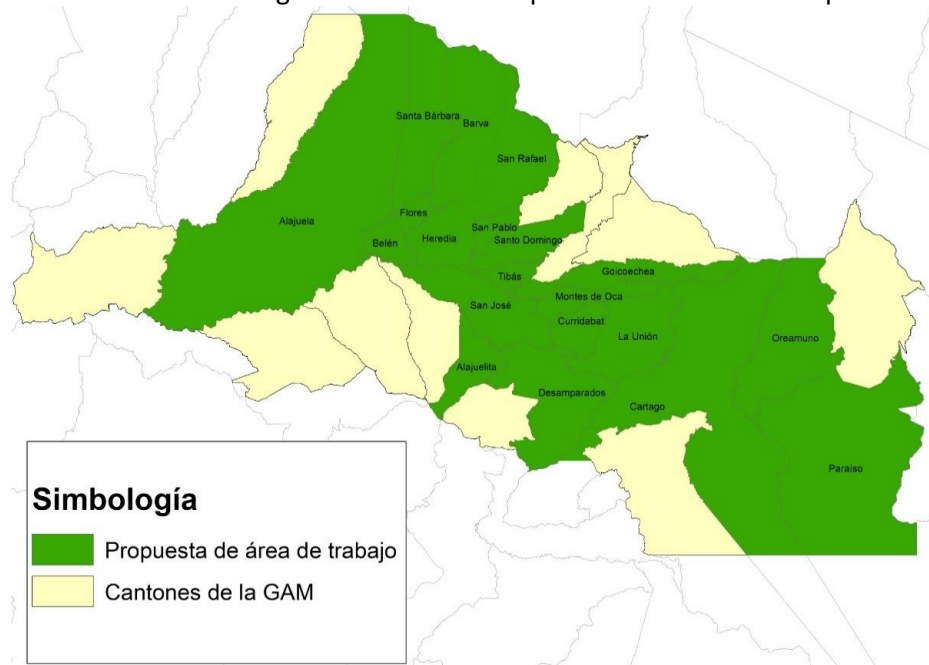 Santa Bárbara
Barva
San Rafael
Alajuela
Flores
San Pablo
Belén
Heredia
Santo Domingo
Tibás
Goicoechea
San José
Montes de Oca
Curridabat
La Unión
Oreamuno
Alajuelita
Desamparados
Cartago
Paraíso
Simbología
Propuesta de área de trabajo
Cantones de la GAM